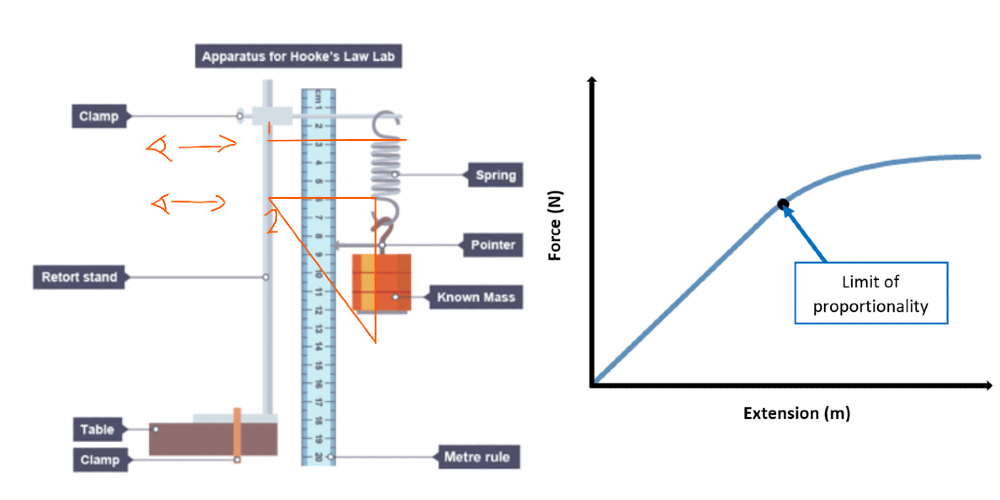 Apparatus for Hooke's Law Lab
Clamp
cm 1
2
3
4
5
6
7
8
9
10
11
12
13
14
15
16
17
18
19
20
1
2
Spring
Pointer
Retort stand
Known Mass
Table
Clamp
Metre rule
Force (N)
Limit of
proportionality
Extension (m)